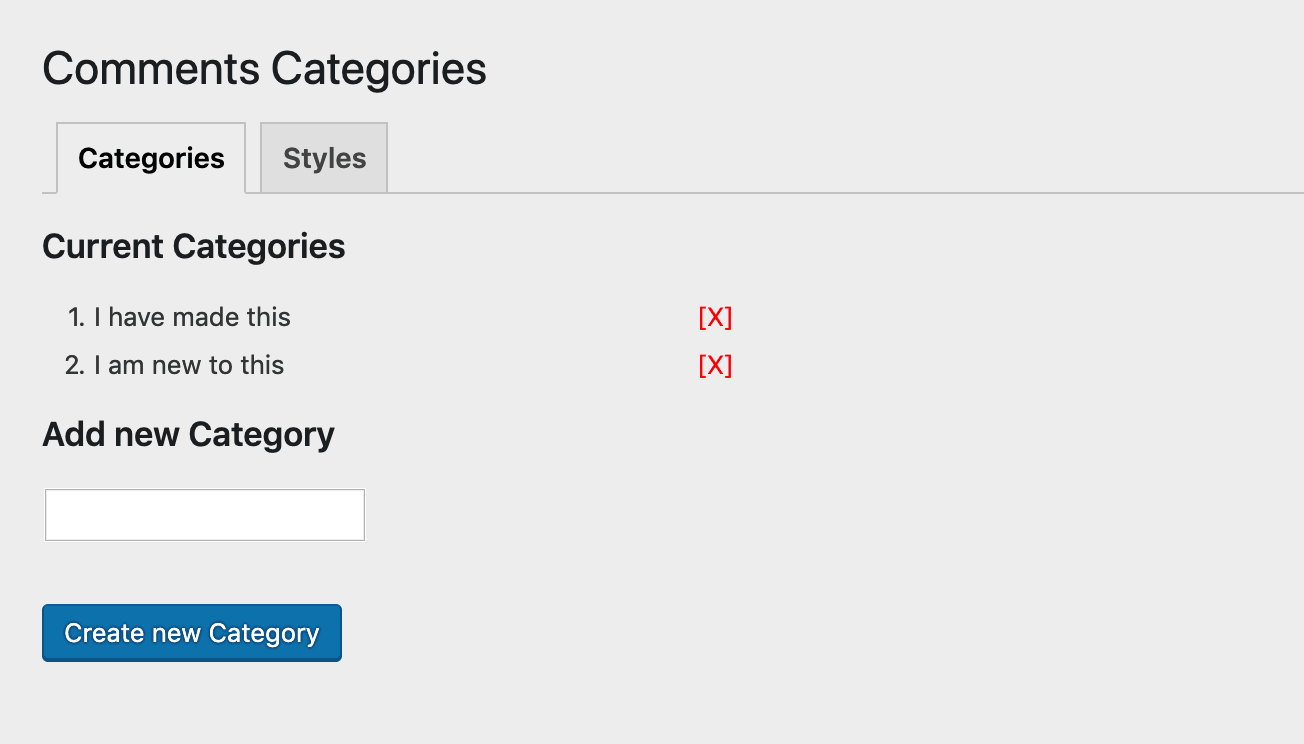 Comments Categories
Categories Styles
Current Categories
1. I have made this [X]
2. I am new to this [X]
Add new Category
Create new Category